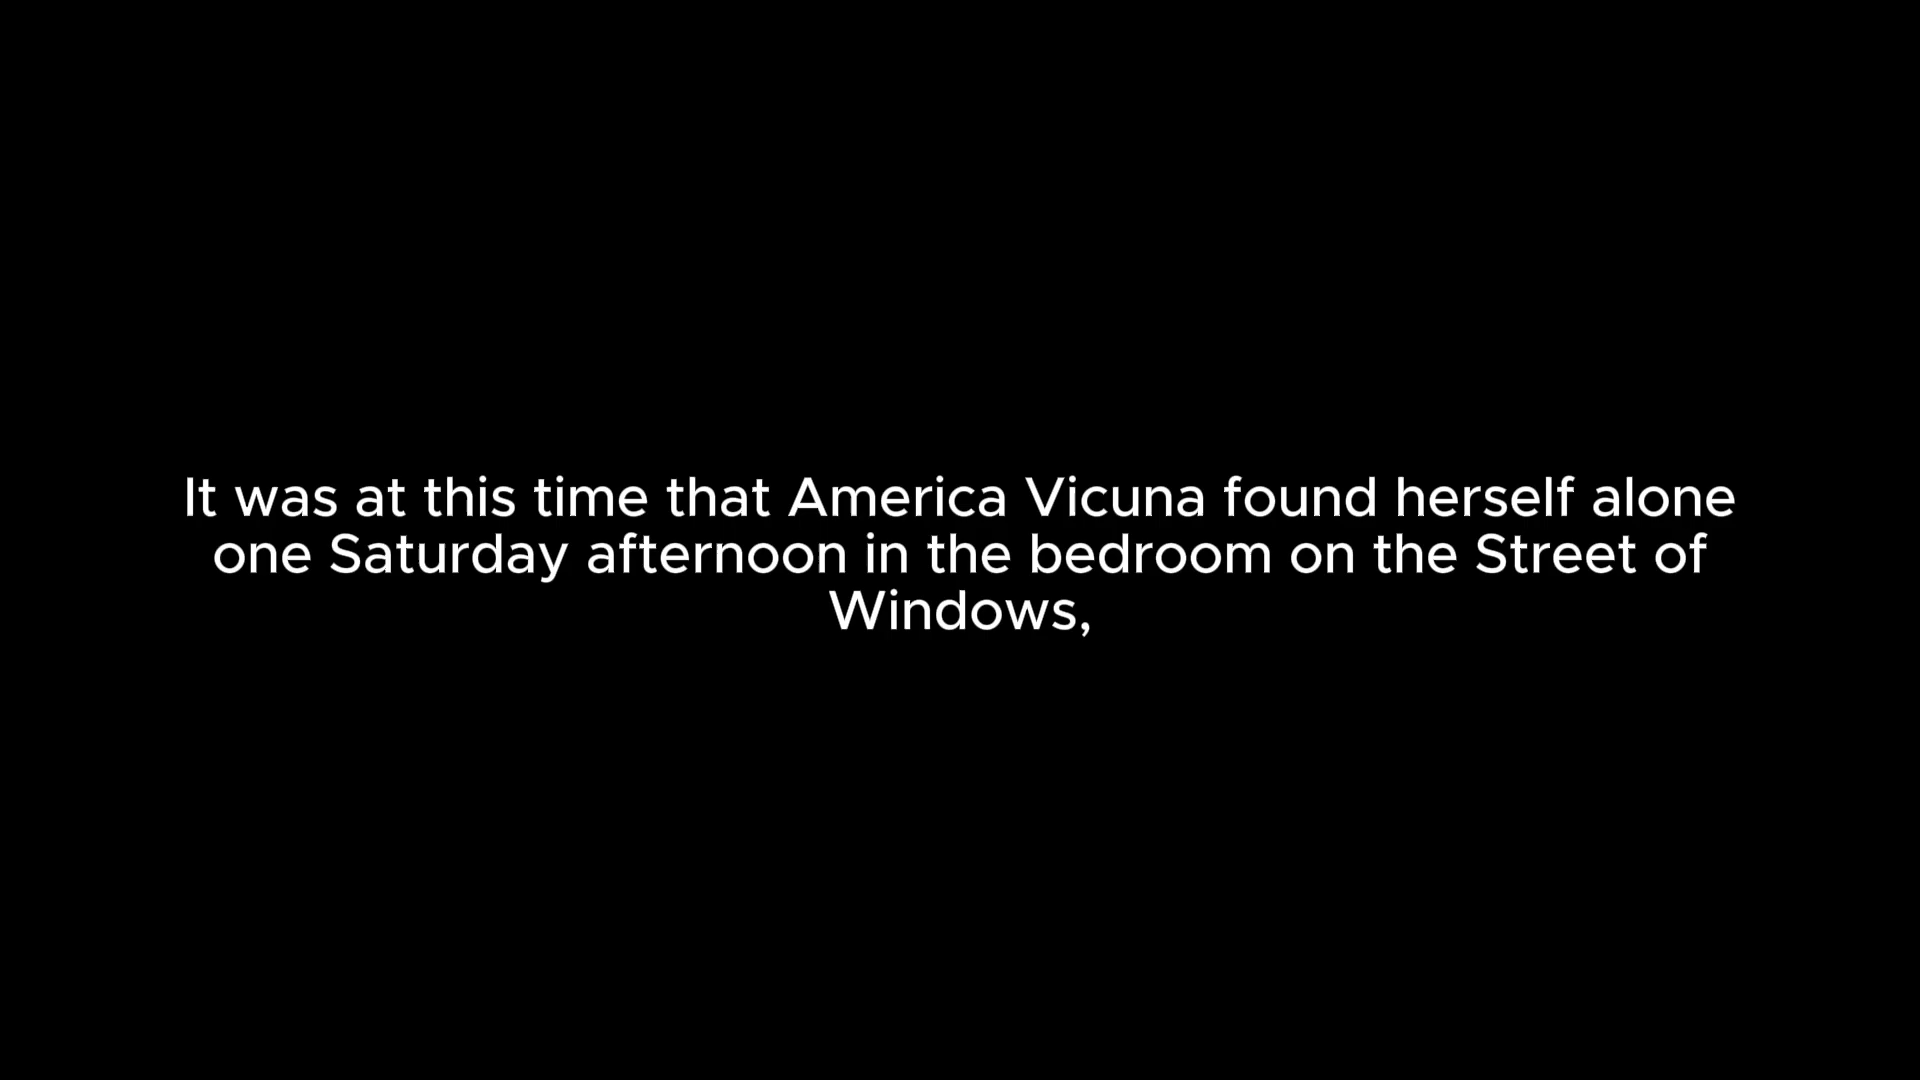 It was at this time that America Vicuna found herself alone
one Saturday afternoon in the bedroom on the Street of
Windows,